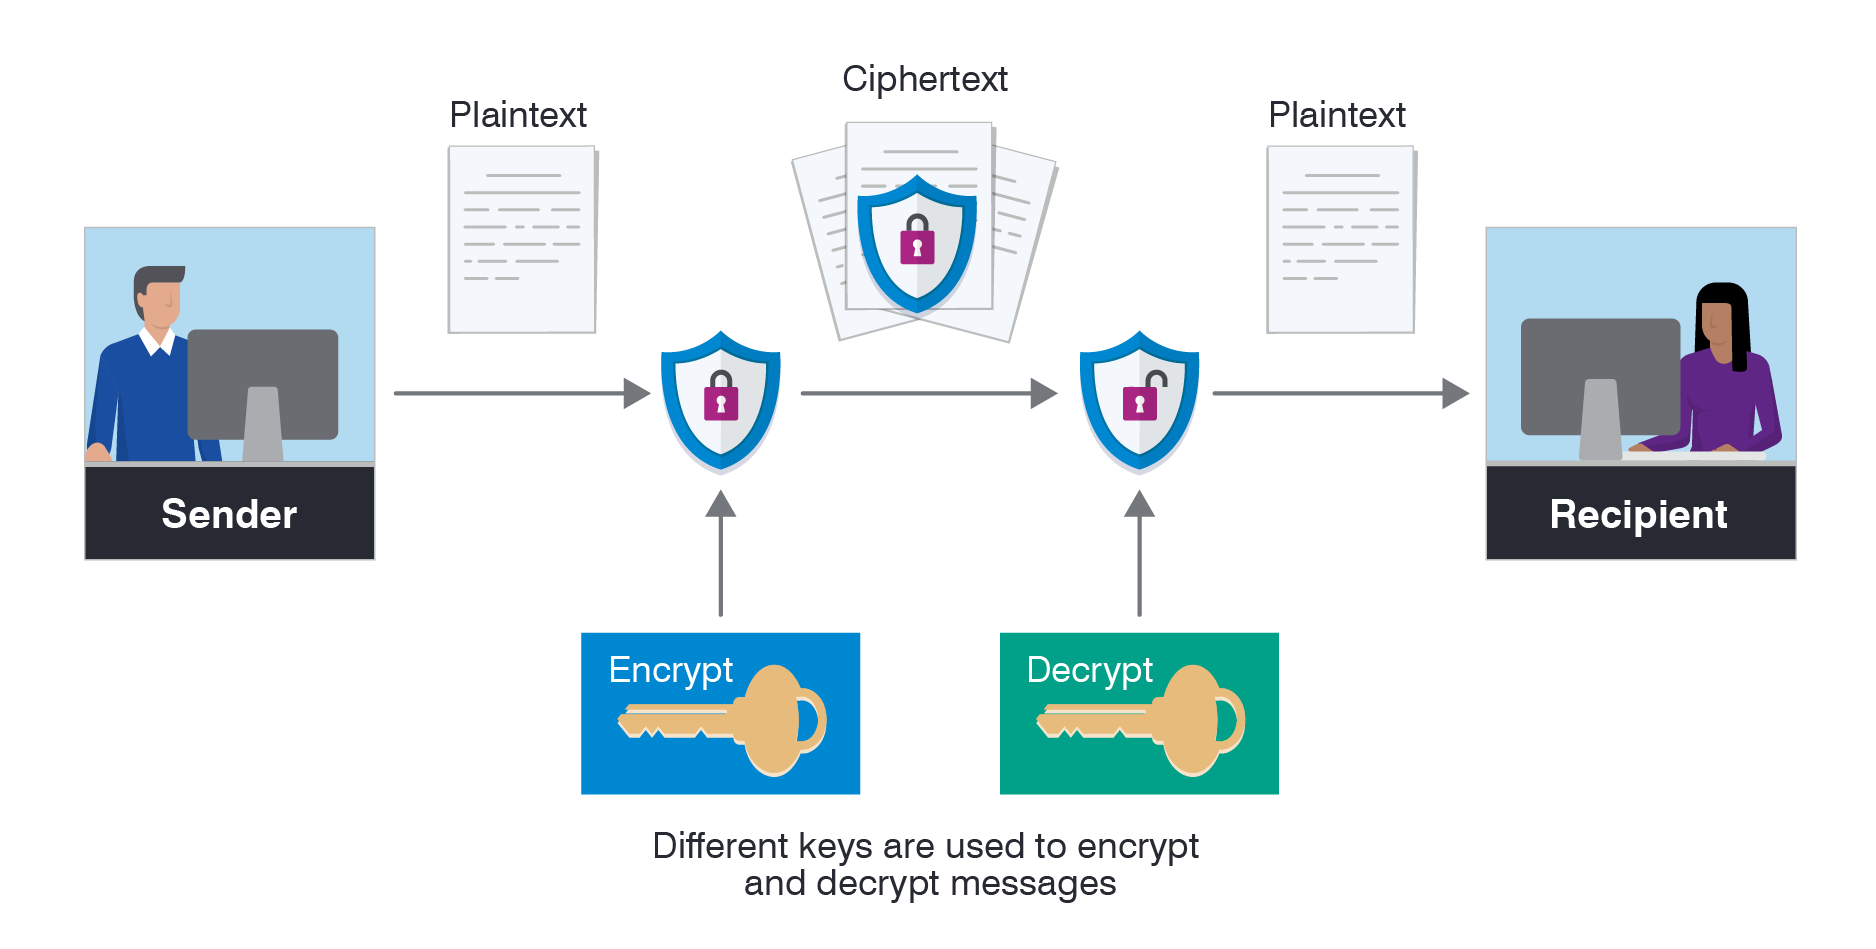 Plaintext
Ciphertext
Plaintext
Sender
Recipient
Encrypt
Decrypt
Different keys are used to encrypt
and decrypt messages